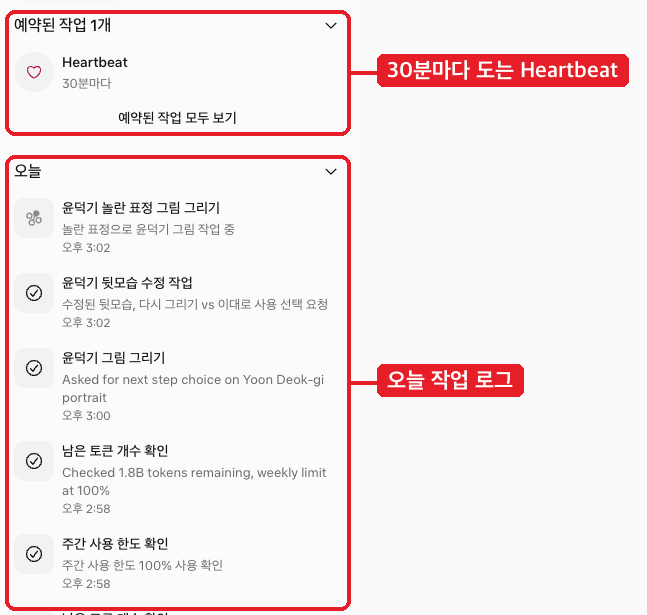 예약된 작업 1개
Heartbeat
30분마다
예약된 작업 모두 보기
30분마다 도는 Heartbeat
오늘
윤덕기 놀란 표정 그림 그리기
놀란 표정으로 윤덕기 그림 작업 중
오후 3:02
윤덕기 뒷모습 수정 작업
수정된 뒷모습, 다시 그리기 vs 이대로 사용 선택 요청
오후 3:02
윤덕기 그림 그리기
Asked for next step choice on Yoon Deok-gi
portrait
오후 3:00
오늘 작업 로그
남은 토큰 개수 확인
Checked 1.8B tokens remaining, weekly limit
at 100%
오후 2:58
주간 사용 한도 확인
주간 사용 한도 100% 사용 확인
오후 2:58